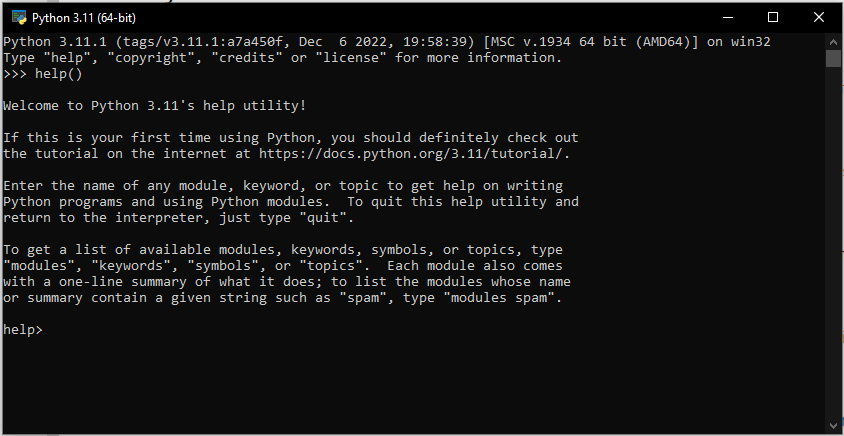 Python 3.11 (64-bit)
Python 3.11.1 (tags/v3.11.1:a7a450f, Dec  6 2022, 19:58:39) [MSC v.1934 64 bit (AMD64)] on win32
Type "help", "copyright", "credits" or "license" for more information.
>>> help()
Welcome to Python 3.11's help utility!
If this is your first time using Python, you should definitely check out
the tutorial on the internet at https://docs.python.org/3.11/tutorial/.
Enter the name of any module, keyword, or topic to get help on writing
Python programs and using Python modules.  To quit this help utility and
return to the interpreter, just type "quit".
To get a list of available modules, keywords, symbols, or topics, type
"modules", "keywords", "symbols", or "topics".  Each module also comes
with a one-line summary of what it does; to list the modules whose name
or summary contain a given string such as "spam", type "modules spam".
help>